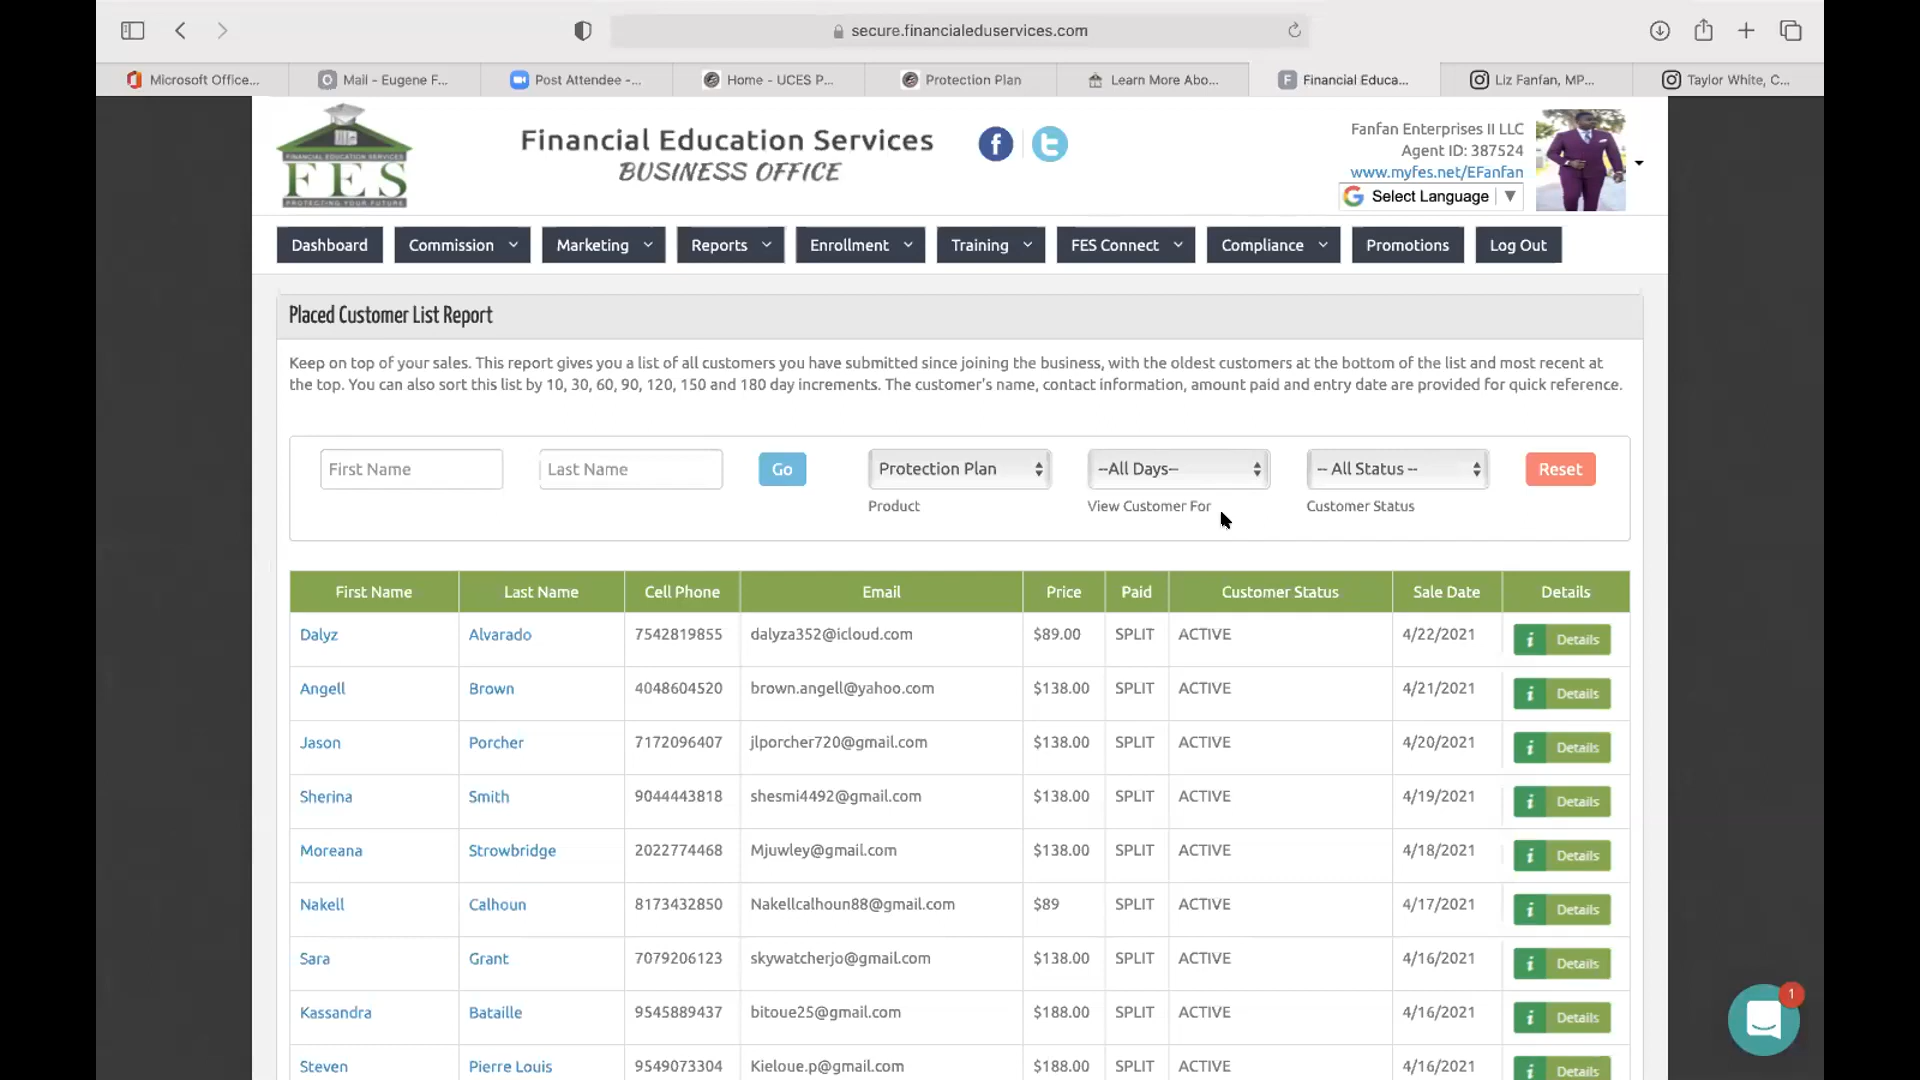 secure.financialeduservices.com
Microsoft Office...
Mail - Eugene F...
Post Attendee -...
Home - UCES P...
Protection Plan
Learn More Abo...
Financial Educa...
Liz Fanfan, MP...
Taylor White, C...
FINANCIAL EDUCATION SERVICES
FES
PROTECTING YOUR FUTURE
Financial Education Services
BUSINESS OFFICE
Fanfan Enterprises II LLC
Agent ID: 387524
www.myfes.net/EFanfan
Select Language ▼
Dashboard Commission Marketing Reports Enrollment Training FES Connect Compliance Promotions Log Out
Placed Customer List Report
Keep on top of your sales. This report gives you a list of all customers you have submitted since joining the business, with the oldest customers at the bottom of the list and most recent at
the top. You can also sort this list by 10, 30, 60, 90, 120, 150 and 180 day increments. The customer's name, contact information, amount paid and entry date are provided for quick reference.
First Name Last Name Go Protection Plan --All Days-- -- All Status -- Reset
Product View Customer For Customer Status
First Name Last Name Cell Phone Email Price Paid Customer Status Sale Date Details
Dalyz Alvarado 7542819855 dalyza352@icloud.com $89.00 SPLIT ACTIVE 4/22/2021 i Details
Angell Brown 4048604520 brown.angell@yahoo.com $138.00 SPLIT ACTIVE 4/21/2021 i Details
Jason Porcher 7172096407 jlporcher720@gmail.com $138.00 SPLIT ACTIVE 4/20/2021 i Details
Sherina Smith 9044443818 shesmi4492@gmail.com $138.00 SPLIT ACTIVE 4/19/2021 i Details
Moreana Strowbridge 2022774468 Mjuwley@gmail.com $138.00 SPLIT ACTIVE 4/18/2021 i Details
Nakell Calhoun 8173432850 Nakellcalhoun88@gmail.com $89 SPLIT ACTIVE 4/17/2021 i Details
Sara Grant 7079206123 skywatcherjo@gmail.com $138.00 SPLIT ACTIVE 4/16/2021 i Details
Kassandra Bataille 9545889437 bitoue25@gmail.com $188.00 SPLIT ACTIVE 4/16/2021 i Details
Steven Pierre Louis 9549073304 Kieloue.p@gmail.com $188.00 SPLIT ACTIVE 4/16/2021 i Details
1